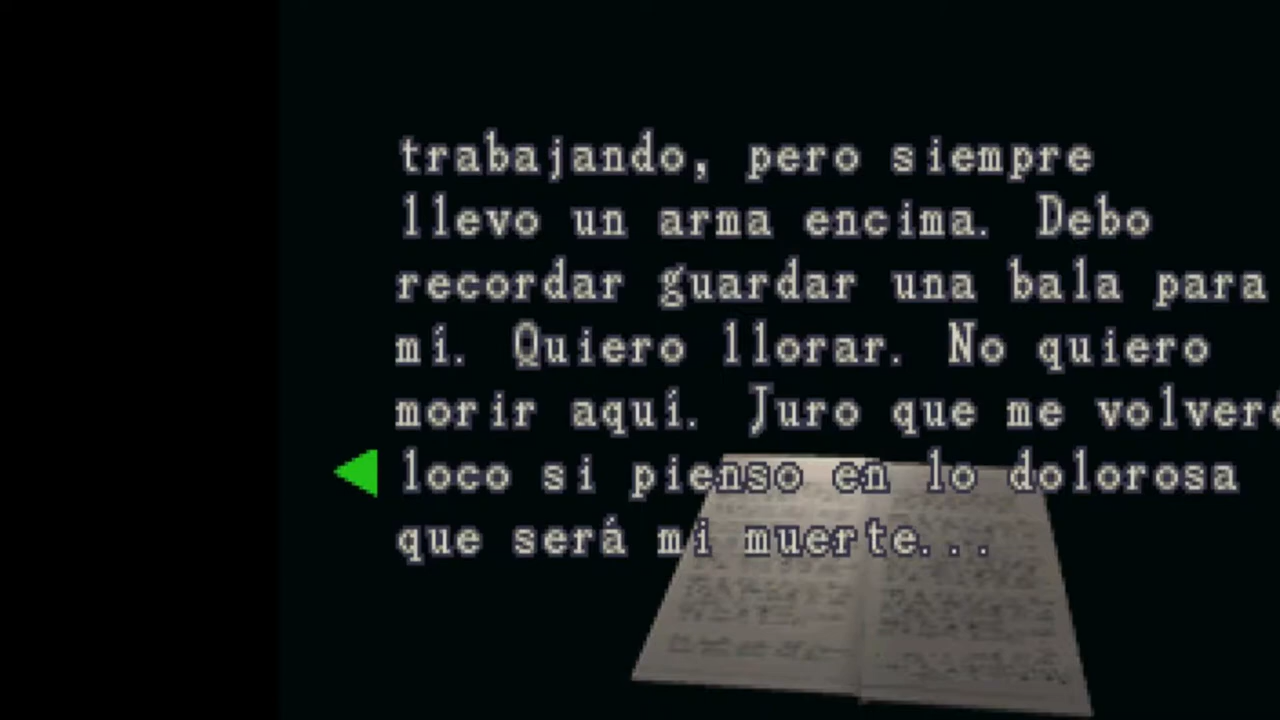 trabajando, pero siempre
llevo un arma encima. Debo
recordar guardar una bala para
mí. Quiero llorar. No quiero
morir aquí. Juro que me volveré
loco si pienso en lo dolorosa
que será mi muerte...